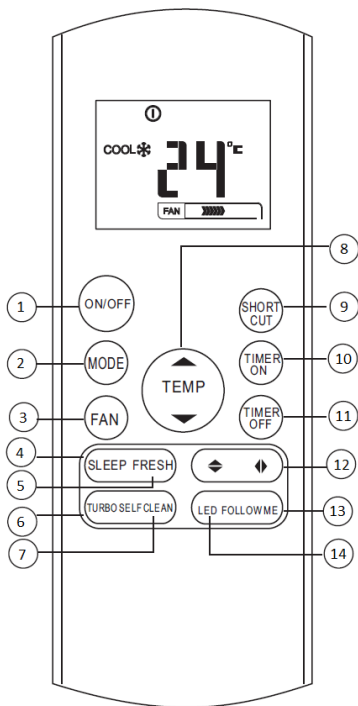 COOL 24°C
FAN
8
1 ON/OFF SHORT CUT 9
2 MODE TEMP TIMER ON 10
3 FAN TIMER OFF 11
4 SLEEP FRESH 12
5
6 TURBO SELF CLEAN LED FOLLOW ME 13
7 14